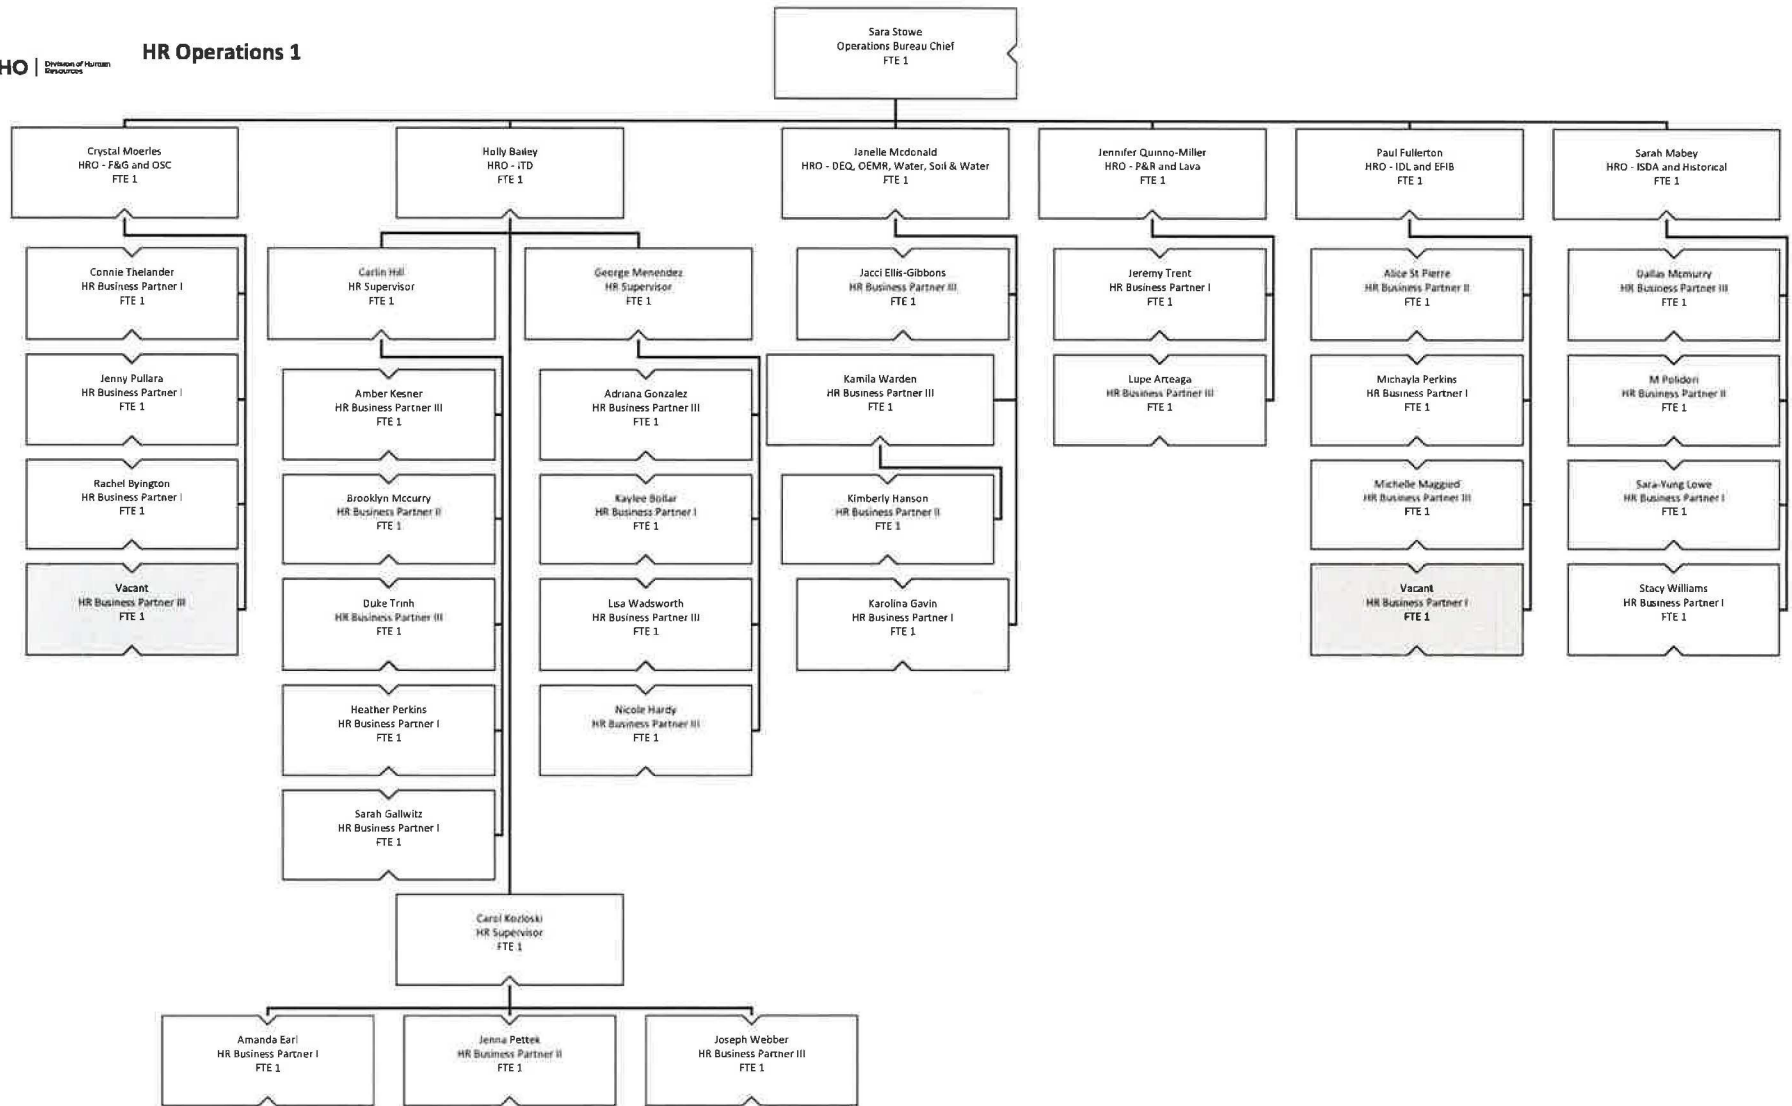 HR Operations 1
HO | Division of Human
Resources
Sara Stowe
Operations Bureau Chief
FTE 1
Crystal Moerles
HRO - F&G and OSC
FTE 1
Holly Bailey
HRO - ITD
FTE 1
Janelle Mcdonald
HRO - DEQ, OEMR, Water, Soil & Water
FTE 1
Jennifer Quinno-Miller
HRO - P&R and Lava
FTE 1
Paul Fullerton
HRO - IDL and EFIB
FTE 1
Sarah Mabey
HRO - ISDA and Historical
FTE 1
Connie Thelander
HR Business Partner I
FTE 1
Jenny Pullara
HR Business Partner I
FTE 1
Rachel Byington
HR Business Partner I
FTE 1
Vacant
HR Business Partner III
FTE 1
Carlin Hill
HR Supervisor
FTE 1
Amber Kesner
HR Business Partner III
FTE 1
Brooklyn Mccurry
HR Business Partner II
FTE 1
Duke Trinh
HR Business Partner III
FTE 1
Heather Perkins
HR Business Partner I
FTE 1
Sarah Gallwitz
HR Business Partner I
FTE 1
George Menendez
HR Supervisor
FTE 1
Adriana Gonzalez
HR Business Partner III
FTE 1
Kaylee Bollar
HR Business Partner I
FTE 1
Lisa Wadsworth
HR Business Partner III
FTE 1
Nicole Hardy
HR Business Partner III
FTE 1
Carol Kozloski
HR Supervisor
FTE 1
Amanda Earl
HR Business Partner I
FTE 1
Jenna Pettek
HR Business Partner II
FTE 1
Joseph Webber
HR Business Partner III
FTE 1
Jacci Ellis-Gibbons
HR Business Partner III
FTE 1
Kamila Warden
HR Business Partner III
FTE 1
Kimberly Hanson
HR Business Partner II
FTE 1
Karolina Gavin
HR Business Partner I
FTE 1
Jeremy Trent
HR Business Partner I
FTE 1
Lupe Arteaga
HR Business Partner III
FTE 1
Alice St Pierre
HR Business Partner II
FTE 1
Michayla Perkins
HR Business Partner I
FTE 1
Michelle Maggied
HR Business Partner III
FTE 1
Vacant
HR Business Partner I
FTE 1
Dallas Mcmurry
HR Business Partner III
FTE 1
M Polidori
HR Business Partner II
FTE 1
Sara-Yung Lowe
HR Business Partner I
FTE 1
Stacy Williams
HR Business Partner I
FTE 1